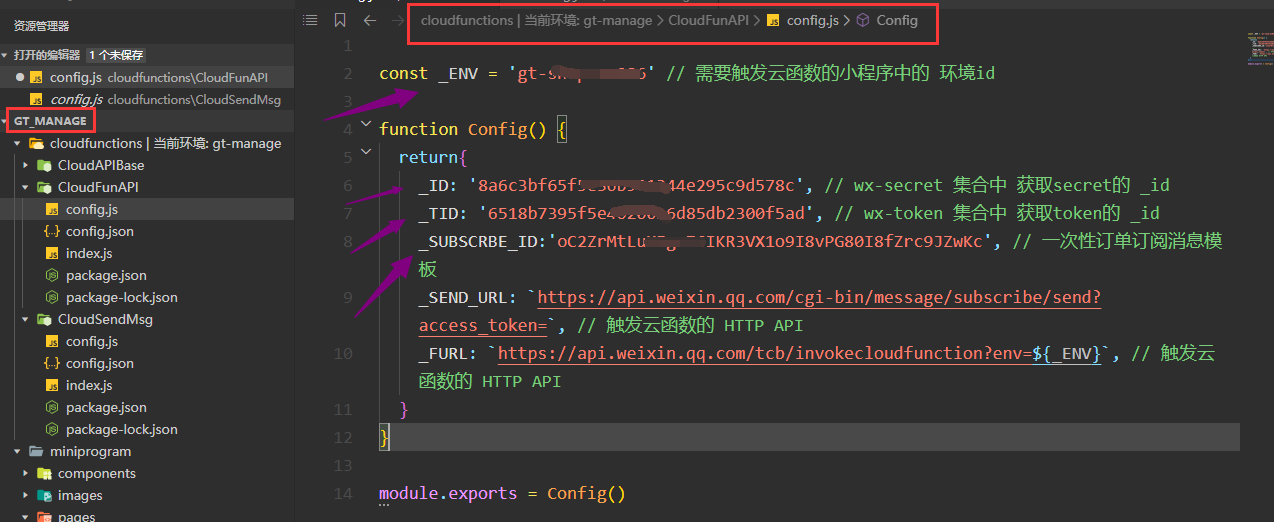 资源管理器
打开的编辑器 1 个未保存
config.js cloudfunctions\CloudFunAPI
config.js cloudfunctions\CloudSendMsg
GT_MANAGE
cloudfunctions | 当前环境: gt-manage
CloudAPIBase
CloudFunAPI
config.js
config.json
index.js
package.json
package-lock.json
CloudSendMsg
config.js
config.json
index.js
package.json
package-lock.json
miniprogram
components
images
pages
cloudfunctions | 当前环境: gt-manage > CloudFunAPI > config.js > Config
1
2 const _ENV = 'gt- ' // 需要触发云函数的小程序中的 环境id
3
4 function Config() {
5 return{
6 _ID: ' ', // wx-secret 集合中 获取secret的 _id
7 _TID: ' ', // wx-token 集合中 获取token的 _id
8 _SUBSCRBE_ID:' ', // 一次性订单订阅消息模
板
9 _SEND_URL: `https://api.weixin.qq.com/cgi-bin/message/subscribe/send?
access_token=`, // 触发云函数的 HTTP API
10 _FURL: `https://api.weixin.qq.com/tcb/invokecloudfunction?env=${_ENV}`, // 触发云
函数的 HTTP API
11 }
12 }
13
14 module.exports = Config()